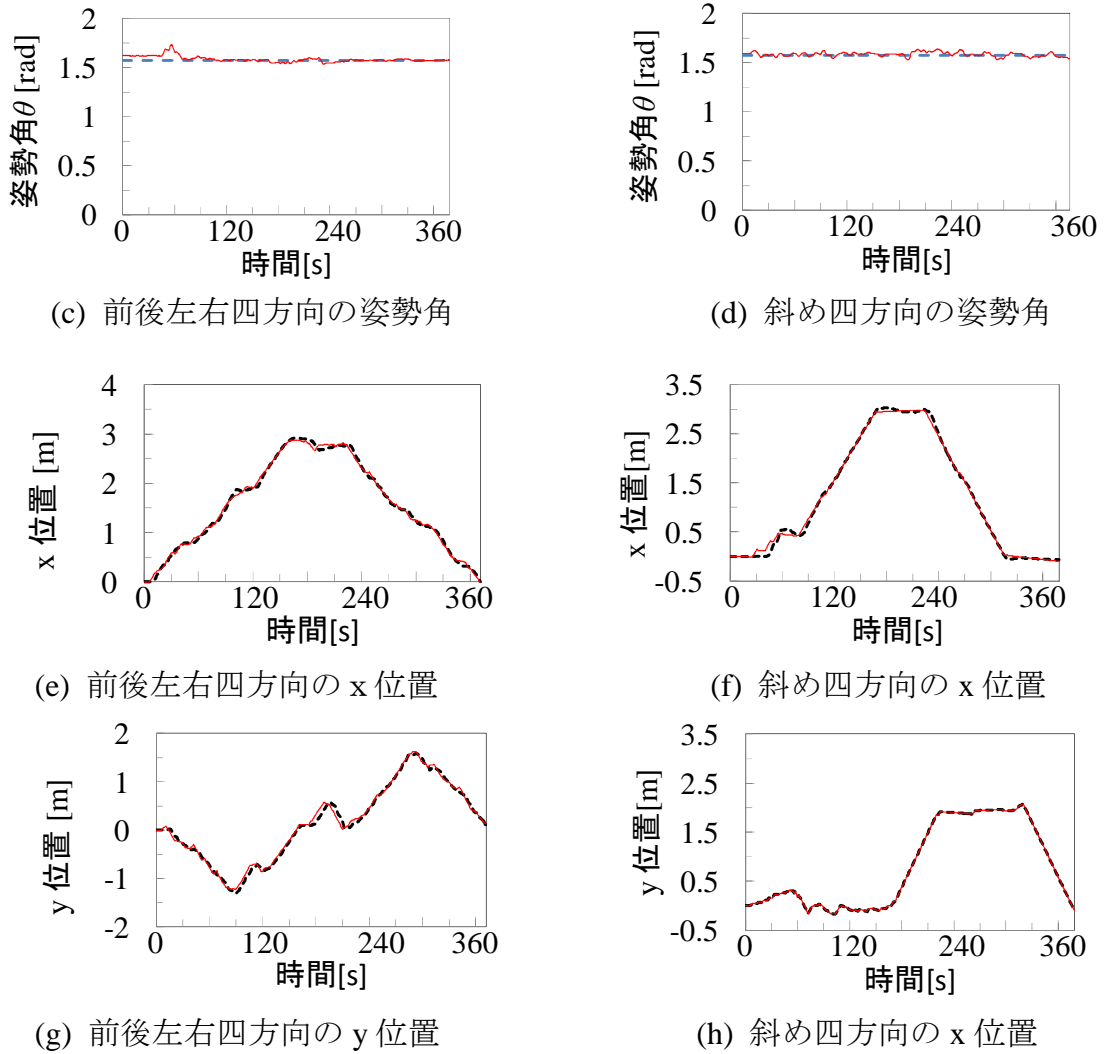 2
1.5
1
0.5
0
姿勢角θ [rad]
0 120 240 360
時間[s]
(c) 前後左右四方向の姿勢角
2
1.5
1
0.5
0
姿勢角θ [rad]
0 120 240 360
時間[s]
(d) 斜め四方向の姿勢角
4
3
2
1
0
x 位置 [m]
0 120 240 360
時間[s]
(e) 前後左右四方向の x 位置
3.5
2.5
1.5
0.5
-0.5
x 位置[m]
0 120 240 360
時間[s]
(f) 斜め四方向の x 位置
2
1
0
-1
-2
y 位置 [m]
0 120 240 360
時間[s]
(g) 前後左右四方向の y 位置
3.5
2.5
1.5
0.5
-0.5
y 位置[m]
0 120 240 360
時間[s]
(h) 斜め四方向の x 位置